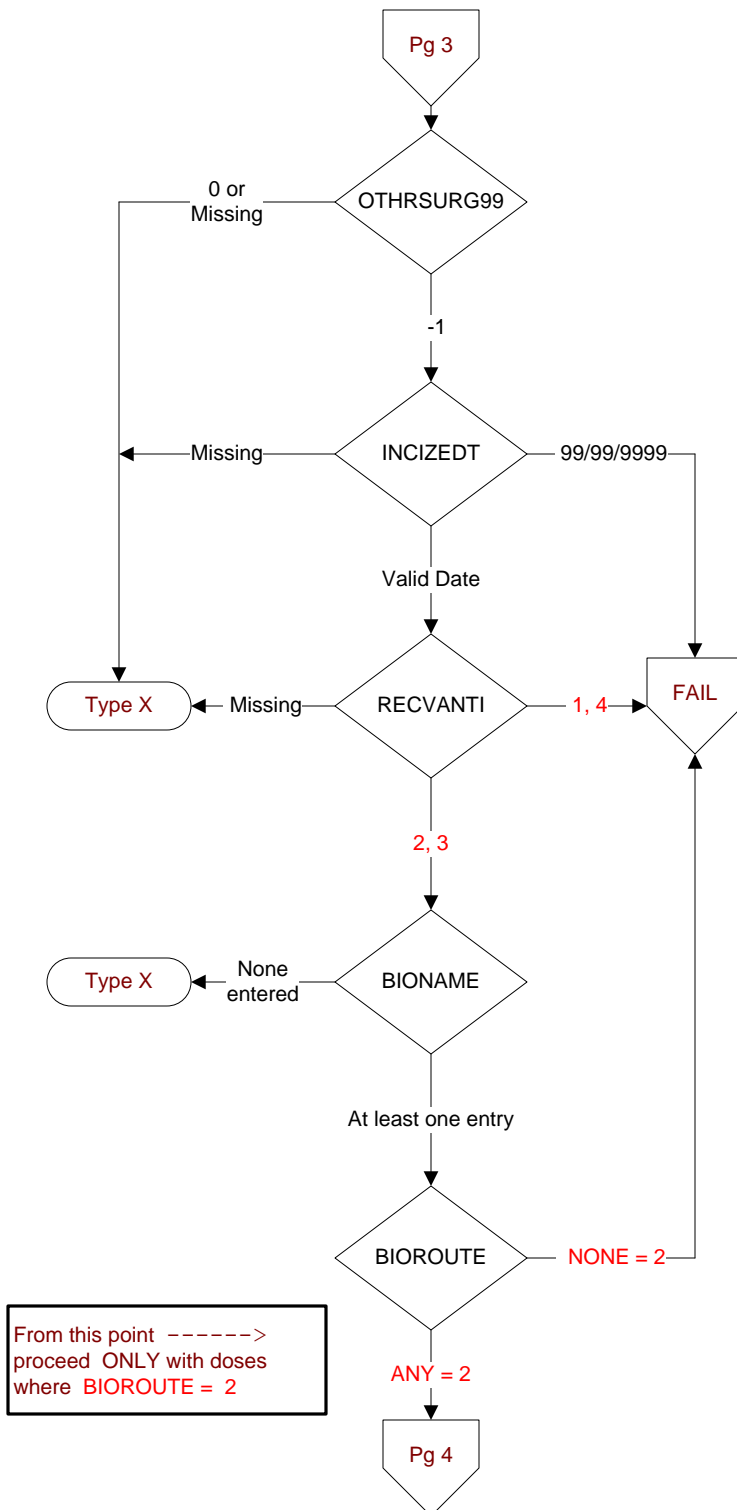 Pg 3
OTHRSURG99
0 or
Missing
-1
INCIZEDT
Missing
99/99/9999
Valid Date
RECVANTI
Type X
Missing
1, 4
FAIL
2, 3
BIONAME
Type X
None
entered
At least one entry
BIOROUTE
NONE = 2
From this point ------>
proceed ONLY with doses
where BIOROUTE = 2
ANY = 2
Pg 4